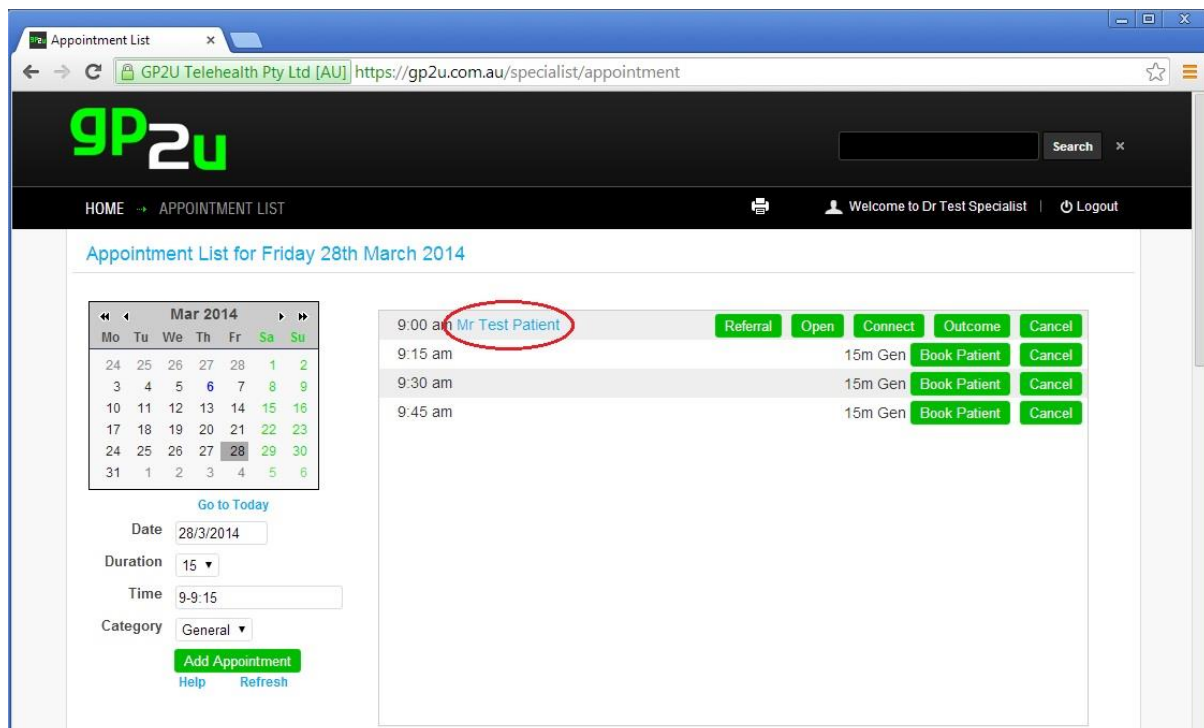 Appointment List
GP2U Telehealth Pty Ltd [AU] https://gp2u.com.au/specialist/appointment
gP2u
Search
HOME APPOINTMENT LIST
Welcome to Dr Test Specialist | Logout
Appointment List for Friday 28th March 2014
Mar 2014
Mo Tu We Th Fr Sa Su
24 25 26 27 28 1 2
3 4 5 6 7 8 9
10 11 12 13 14 15 16
17 18 19 20 21 22 23
24 25 26 27 28 29 30
31 1 2 3 4 5 6
Go to Today
Date 28/3/2014
Duration 15
Time 9-9:15
Category General
Add Appointment
Help Refresh
9:00 am Mr Test Patient Referral Open Connect Outcome Cancel
9:15 am 15m Gen Book Patient Cancel
9:30 am 15m Gen Book Patient Cancel
9:45 am 15m Gen Book Patient Cancel